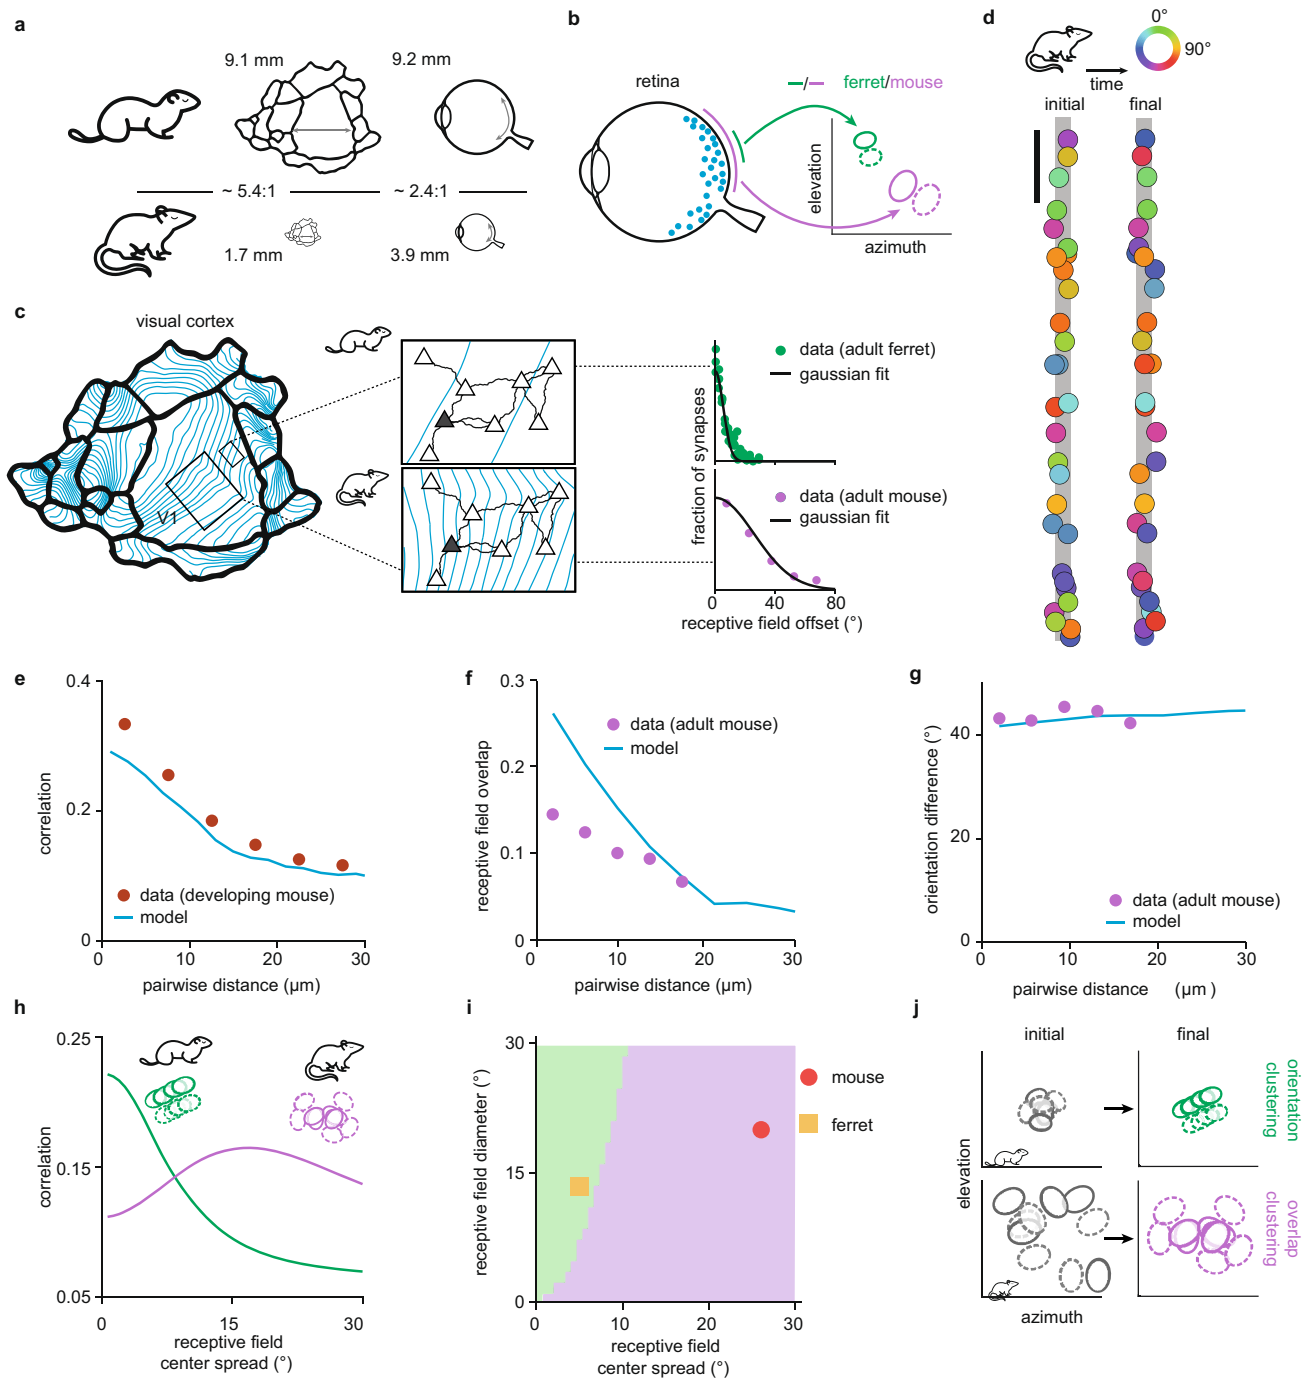 a
9.1 mm
9.2 mm
~ 5.4:1
~ 2.4:1
1.7 mm
3.9 mm
b
retina
–/–
ferret/mouse
elevation
azimuth
c
visual cortex
V1
fraction of synapses
data (adult ferret)
gaussian fit
data (adult mouse)
gaussian fit
0
40
80
receptive field offset (°)
d
0°
90°
time
initial
final
e
correlation
0.4
0.2
0
data (developing mouse)
model
0
10
20
30
pairwise distance (µm)
f
receptive field overlap
0.3
0.2
0.1
0
data (adult mouse)
model
0
10
20
30
pairwise distance (µm)
g
orientation difference (°)
40
20
0
data (adult mouse)
model
0
10
20
30
pairwise distance (µm )
h
correlation
0.25
0.15
0.05
15
30
receptive field
center spread (°)
i
receptive field diameter (°)
30
15
0
0
10
20
30
receptive field
center spread (°)
mouse
ferret
j
initial
final
elevation
azimuth
orientation
clustering
overlap
clustering